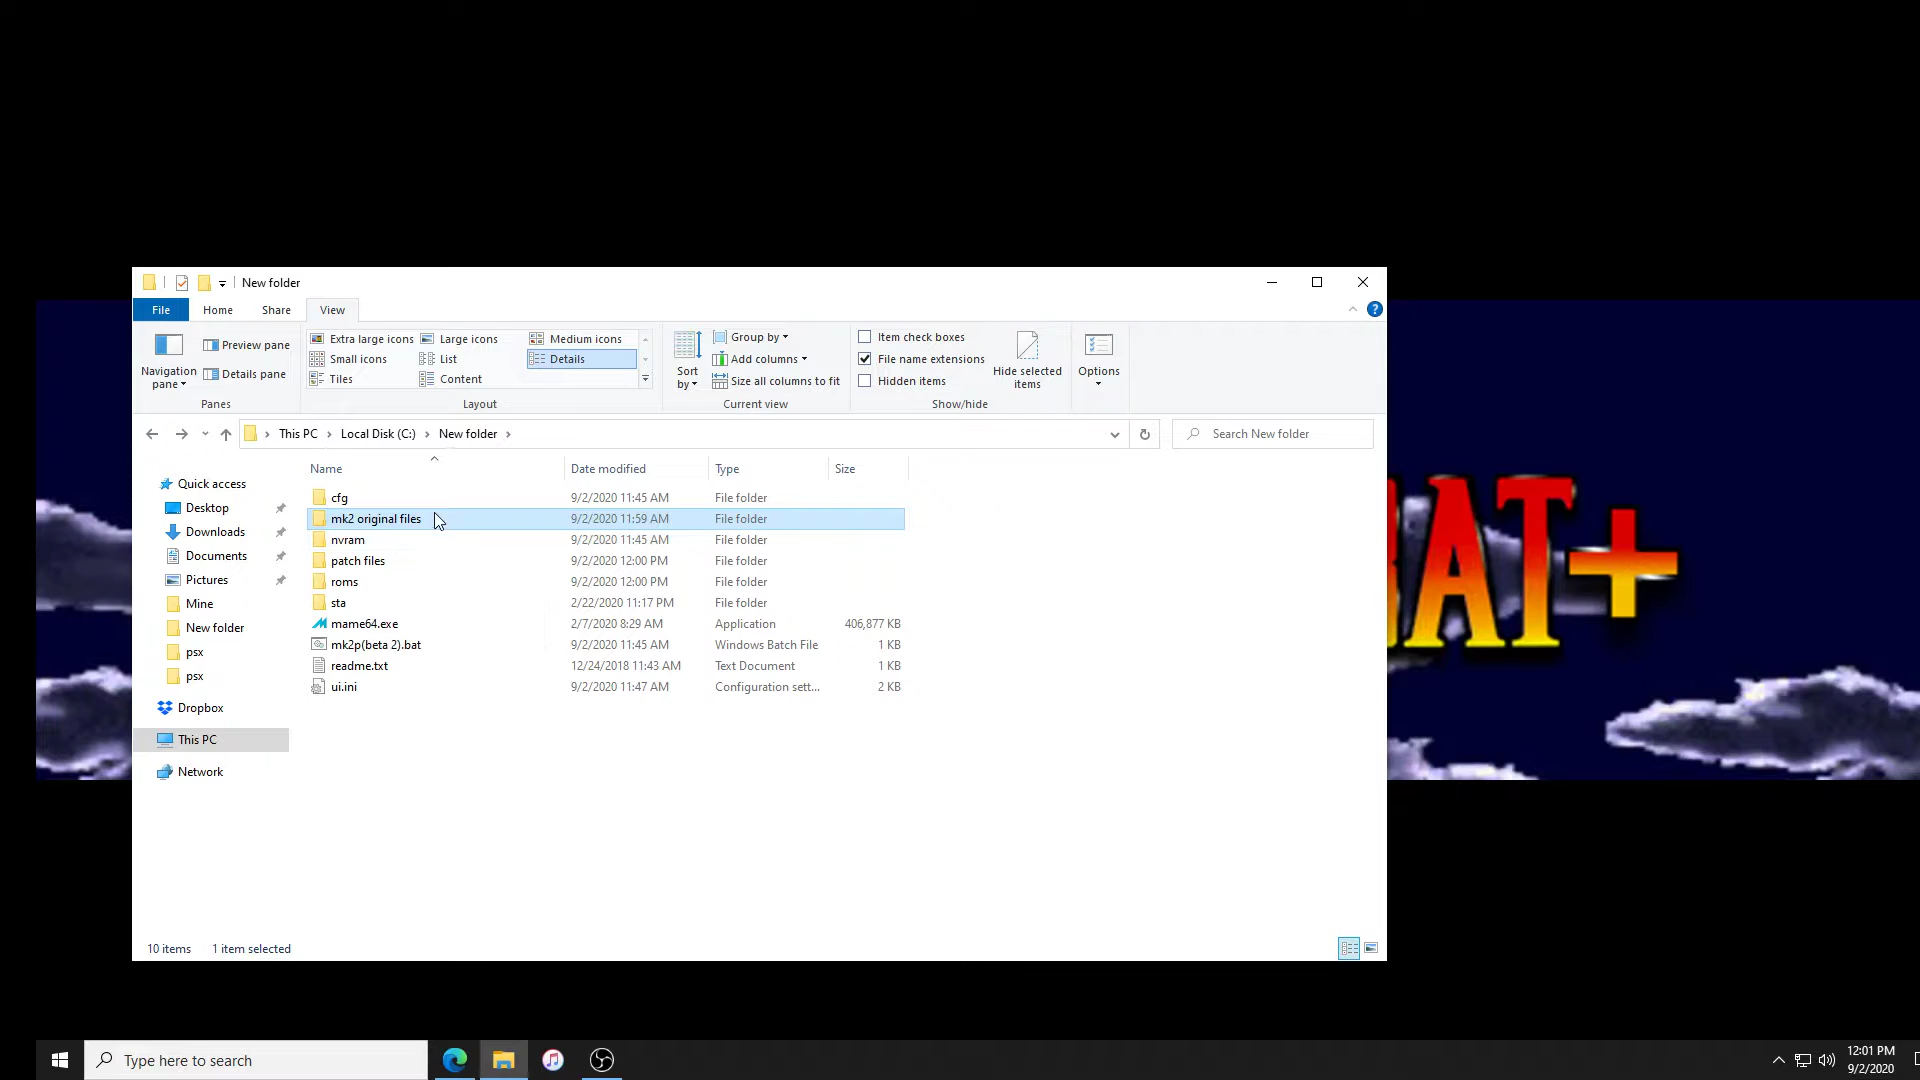 New folder
File Home Share View
Navigation pane
Preview pane
Details pane
Panes
Extra large icons Large icons Medium icons
Small icons List Details
Tiles Content
Layout
Sort by
Group by
Add columns
Size all columns to fit
Current view
Item check boxes
File name extensions
Hidden items
Hide selected items
Show/hide
Options
This PC > Local Disk (C:) > New folder >
Search New folder
Quick access
Desktop
Downloads
Documents
Pictures
Mine
New folder
psx
psx
Dropbox
This PC
Network
Name Date modified Type Size
cfg 9/2/2020 11:45 AM File folder
mk2 original files 9/2/2020 11:59 AM File folder
nvram 9/2/2020 11:45 AM File folder
patch files 9/2/2020 12:00 PM File folder
roms 9/2/2020 12:00 PM File folder
sta 2/22/2020 11:17 PM File folder
mame64.exe 2/7/2020 8:29 AM Application 406,877 KB
mk2p(beta 2).bat 9/2/2020 11:45 AM Windows Batch File 1 KB
readme.txt 12/24/2018 11:43 AM Text Document 1 KB
ui.ini 9/2/2020 11:47 AM Configuration sett... 2 KB
10 items 1 item selected
AT+
Type here to search
12:01 PM
9/2/2020